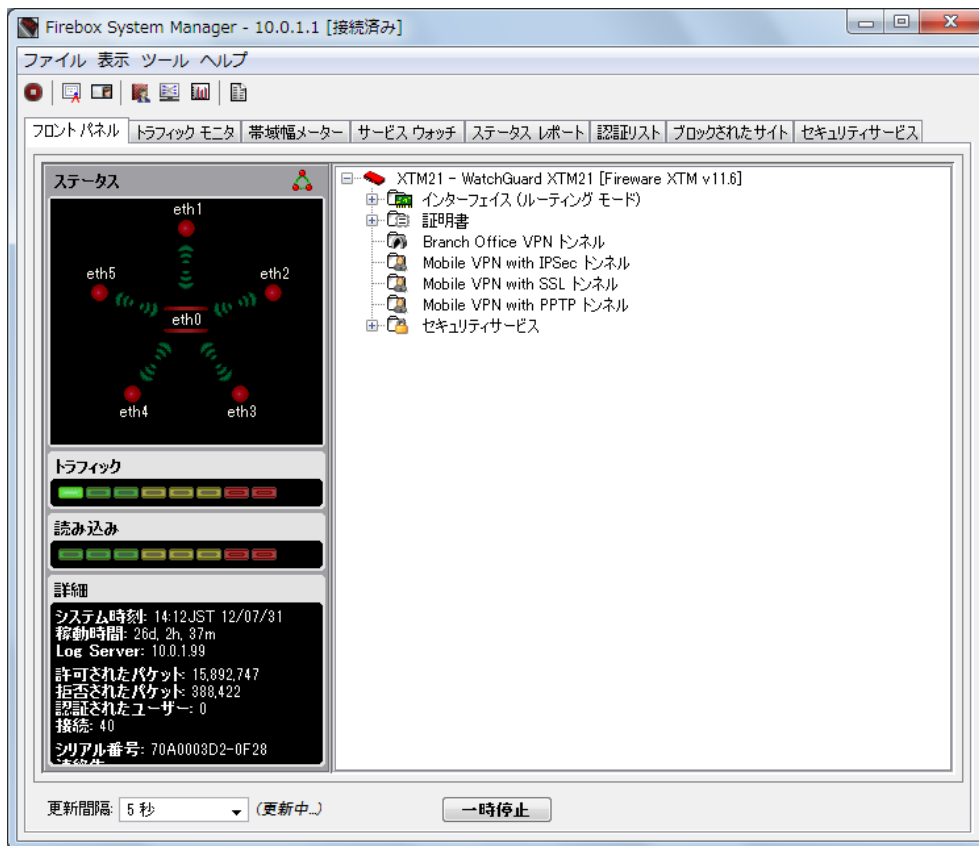 Firebox System Manager - 10.0.1.1 [接続済み]
ファイル 表示 ツール ヘルプ
フロント パネル トラフィック モニタ 帯域幅メーター サービス ウォッチ ステータス レポート 認証リスト ブロックされたサイト セキュリティサービス
ステータス
eth1
eth5
eth2
eth0
eth4
eth3
トラフィック
読み込み
詳細
システム時刻: 14:12JST 12/07/31
稼動時間: 26d, 2h, 37m
Log Server: 10.0.1.99
許可されたパケット: 15,892,747
拒否されたパケット: 388,422
認証されたユーザー: 0
接続: 40
シリアル番号: 70A0003D2-0F28
XTM21 - WatchGuard XTM21 [Fireware XTM v11.6]
インターフェイス (ルーティング モード)
証明書
Branch Office VPN トンネル
Mobile VPN with IPSec トンネル
Mobile VPN with SSL トンネル
Mobile VPN with PPTP トンネル
セキュリティサービス
更新間隔: 5 秒 (更新中...) 一時停止